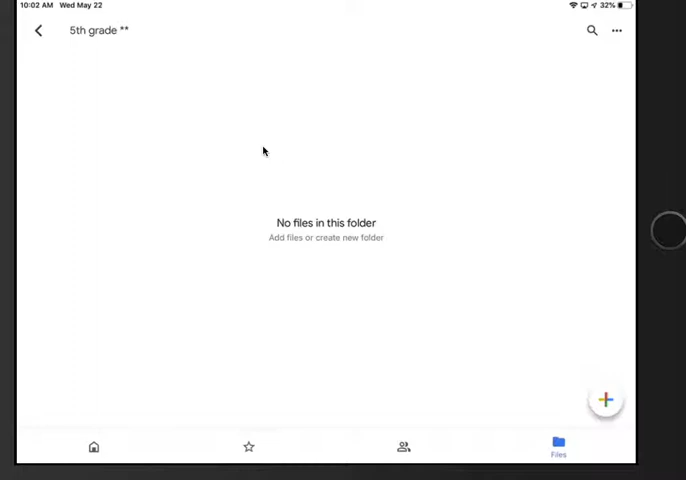 10:02 AM Wed May 22
32%
5th grade **
No files in this folder
Add files or create new folder
Files